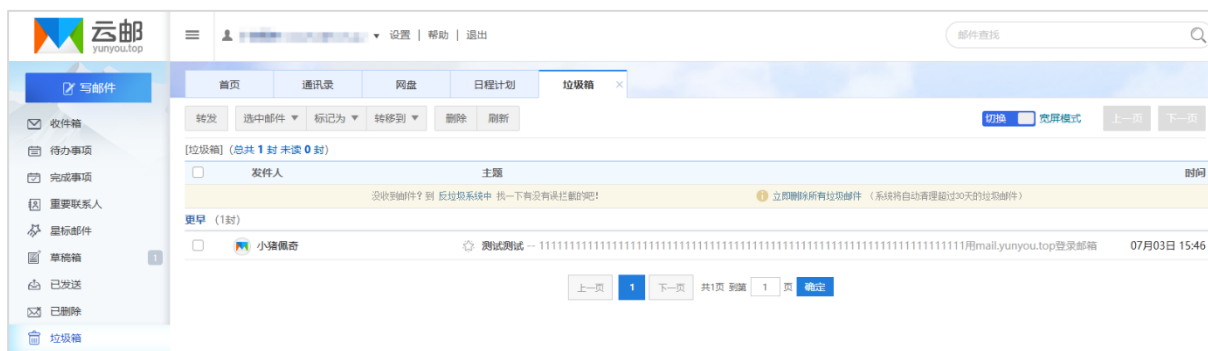 云邮
yunyou.top
设置 | 帮助 | 退出
邮件查找
写邮件
首页 通讯录 网盘 日程计划 垃圾箱 ×
转发 选中邮件 ▼ 标记为 ▼ 转移到 ▼ 删除 刷新 切换 宽屏模式 上一页 下一页
收件箱
待办事项
完成事项
重要联系人
星标邮件
草稿箱 1
已发送
已删除
垃圾箱
[垃圾箱] (总共 1 封 未读 0 封)
发件人 主题 时间
没收到邮件？到 反垃圾系统中 找一下有没有误拦截的吧! 立即删除所有垃圾邮件 (系统将自动清理超过30天的垃圾邮件)
更早 (1封)
小猪佩奇 测试测试 -- 11111111111111111111111111111111111111111111111111111111111111111111111用mail.yunyou.top登录邮箱 07月03日 15:46
上一页 1 下一页 共1页 到第 1 页 确定